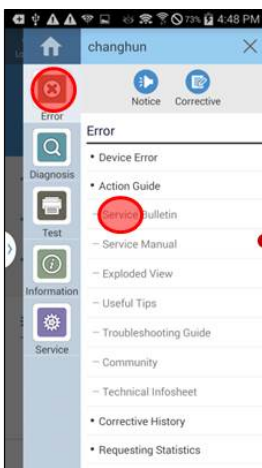 73% 4:48 PM
changhun
Notice Corrective
Error
Error
• Device Error
Diagnosis
• Action Guide
– Service Bulletin
Test
– Service Manual
– Exploded View
Information
– Useful Tips
– Troubleshooting Guide
Service
– Community
– Technical Infosheet
• Corrective History
• Requesting Statistics